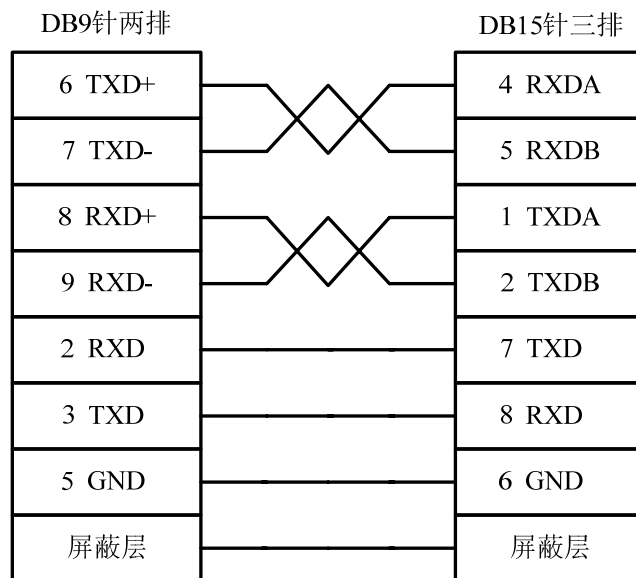 DB9针两排
DB15针三排
6 TXD+
4 RXDA
7 TXD-
5 RXDB
8 RXD+
1 TXDA
9 RXD-
2 TXDB
2 RXD
7 TXD
3 TXD
8 RXD
5 GND
6 GND
屏蔽层
屏蔽层